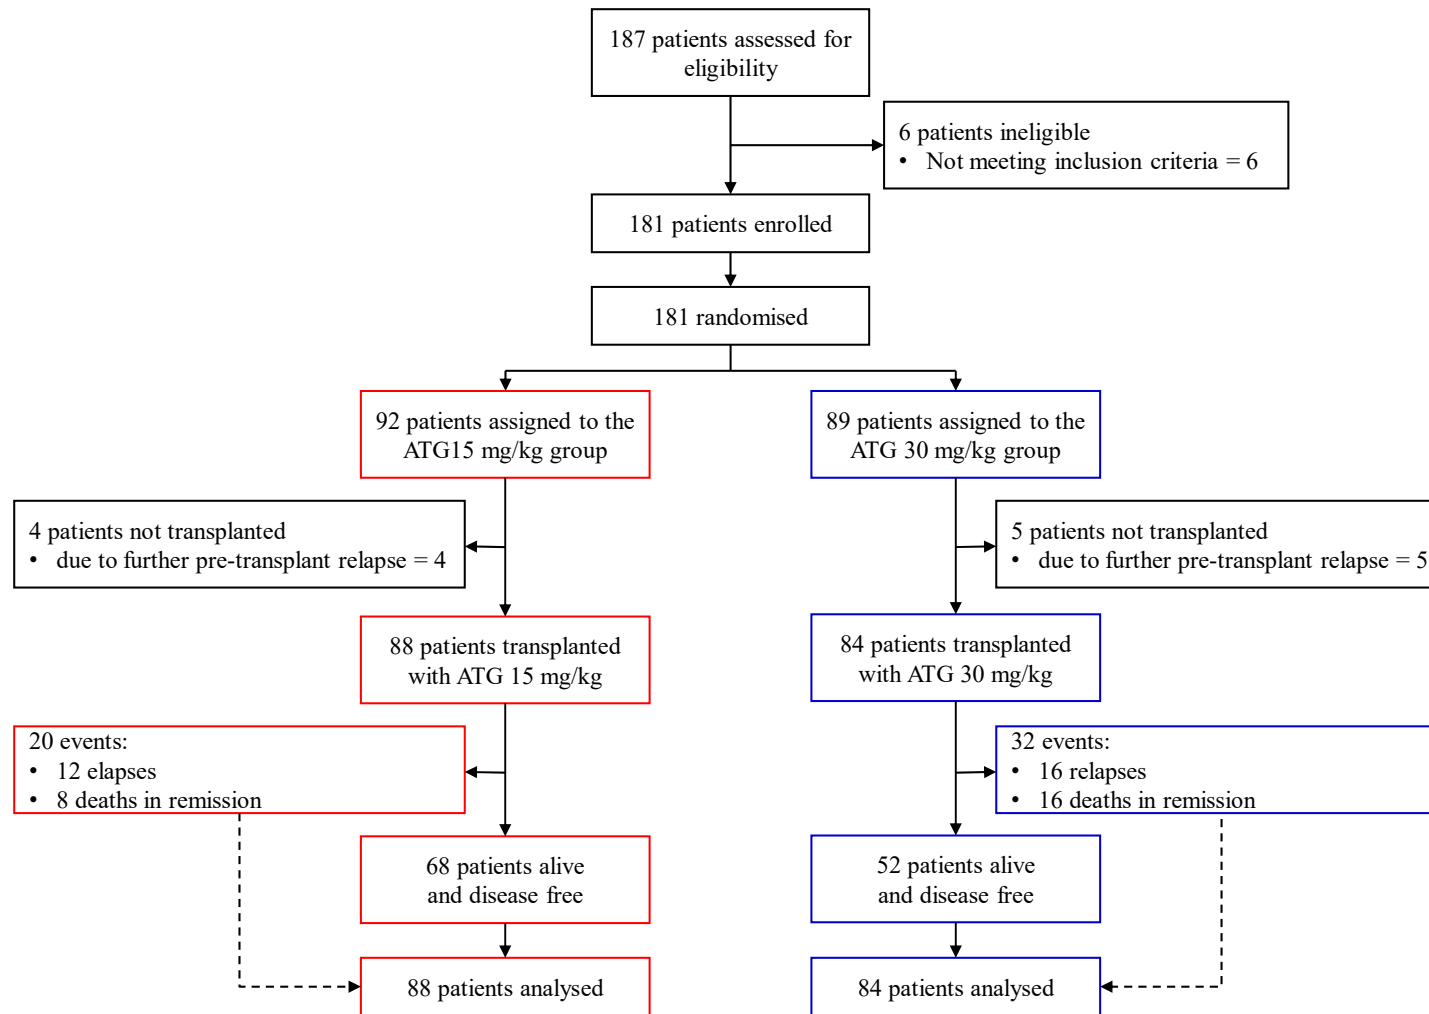 187 patients assessed for
eligibility
6 patients ineligible
• Not meeting inclusion criteria = 6
181 patients enrolled
181 randomised
92 patients assigned to the
ATG15 mg/kg group
89 patients assigned to the
ATG 30 mg/kg group
4 patients not transplanted
• due to further pre-transplant relapse = 4
5 patients not transplanted
• due to further pre-transplant relapse = 5
88 patients transplanted
with ATG 15 mg/kg
84 patients transplanted
with ATG 30 mg/kg
20 events:
• 12 elapses
• 8 deaths in remission
32 events:
• 16 relapses
• 16 deaths in remission
68 patients alive
and disease free
52 patients alive
and disease free
88 patients analysed
84 patients analysed